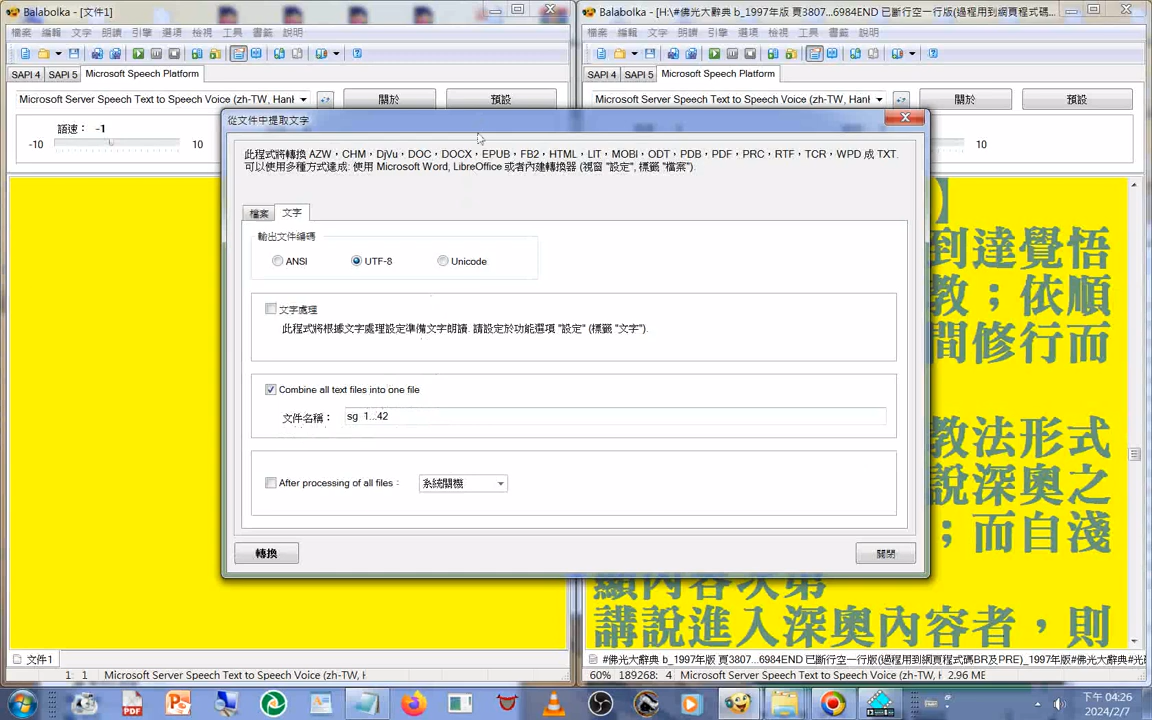 Balabolka - [文件1]
檔案 編輯 文字 朗讀 引擎 選項 檢視 工具 書籤 說明
SAPI 4 SAPI 5 Microsoft Speech Platform
Microsoft Server Speech Text to Speech Voice (zh-TW, Hanl
關於
預設
語速： -1
-10
10
Balabolka - [H:\#佛光大辭典 b_1997年版 頁3807...6984END 已斷行空一行版(過程用到網頁程式碼...
檔案 編輯 文字 朗讀 引擎 選項 檢視 工具 書籤 說明
SAPI 4 SAPI 5 Microsoft Speech Platform
Microsoft Server Speech Text to Speech Voice (zh-TW, Hanl
關於
預設
10
從文件中提取文字
此程式將轉換 AZW，CHM，DjVu，DOC，DOCX，EPUB，FB2，HTML，LIT，MOBI，ODT，PDB，PDF，PRC，RTF，TCR，WPD 成 TXT.
可以使用多種方式達成: 使用 Microsoft Word, LibreOffice 或者內建轉換器 (視窗 "設定", 標籤 "檔案").
檔案 文字
輸出文件编碼
ANSI UTF-8 Unicode
文字處理
此程式將根據文字處理設定準備文字朗讀. 請設定於功能選項 "設定" (標籤 "文字").
Combine all text files into one file
文件名稱： sg 1...42
After processing of all files : 系統關機
轉換
關閉
】
到達覺悟
教；依順
間修行而
教法形式
說深奧之
；而自淺
顯內容次第
講說進入深奧內容者，則
文件1
1: 1 Microsoft Speech Text to Speech Voice (zh-TW, H
#佛光大辭典 b_1997年版 頁3807...6984END 已斷行空一行版(過程用到網頁程式碼BR及PRE)_1997年版#佛光大辭典#光
60% 189268: 4 Microsoft Server Speech Text to Speech Voice (zh-TW, H 2.96 ME
下午 04:26
2024/2/7